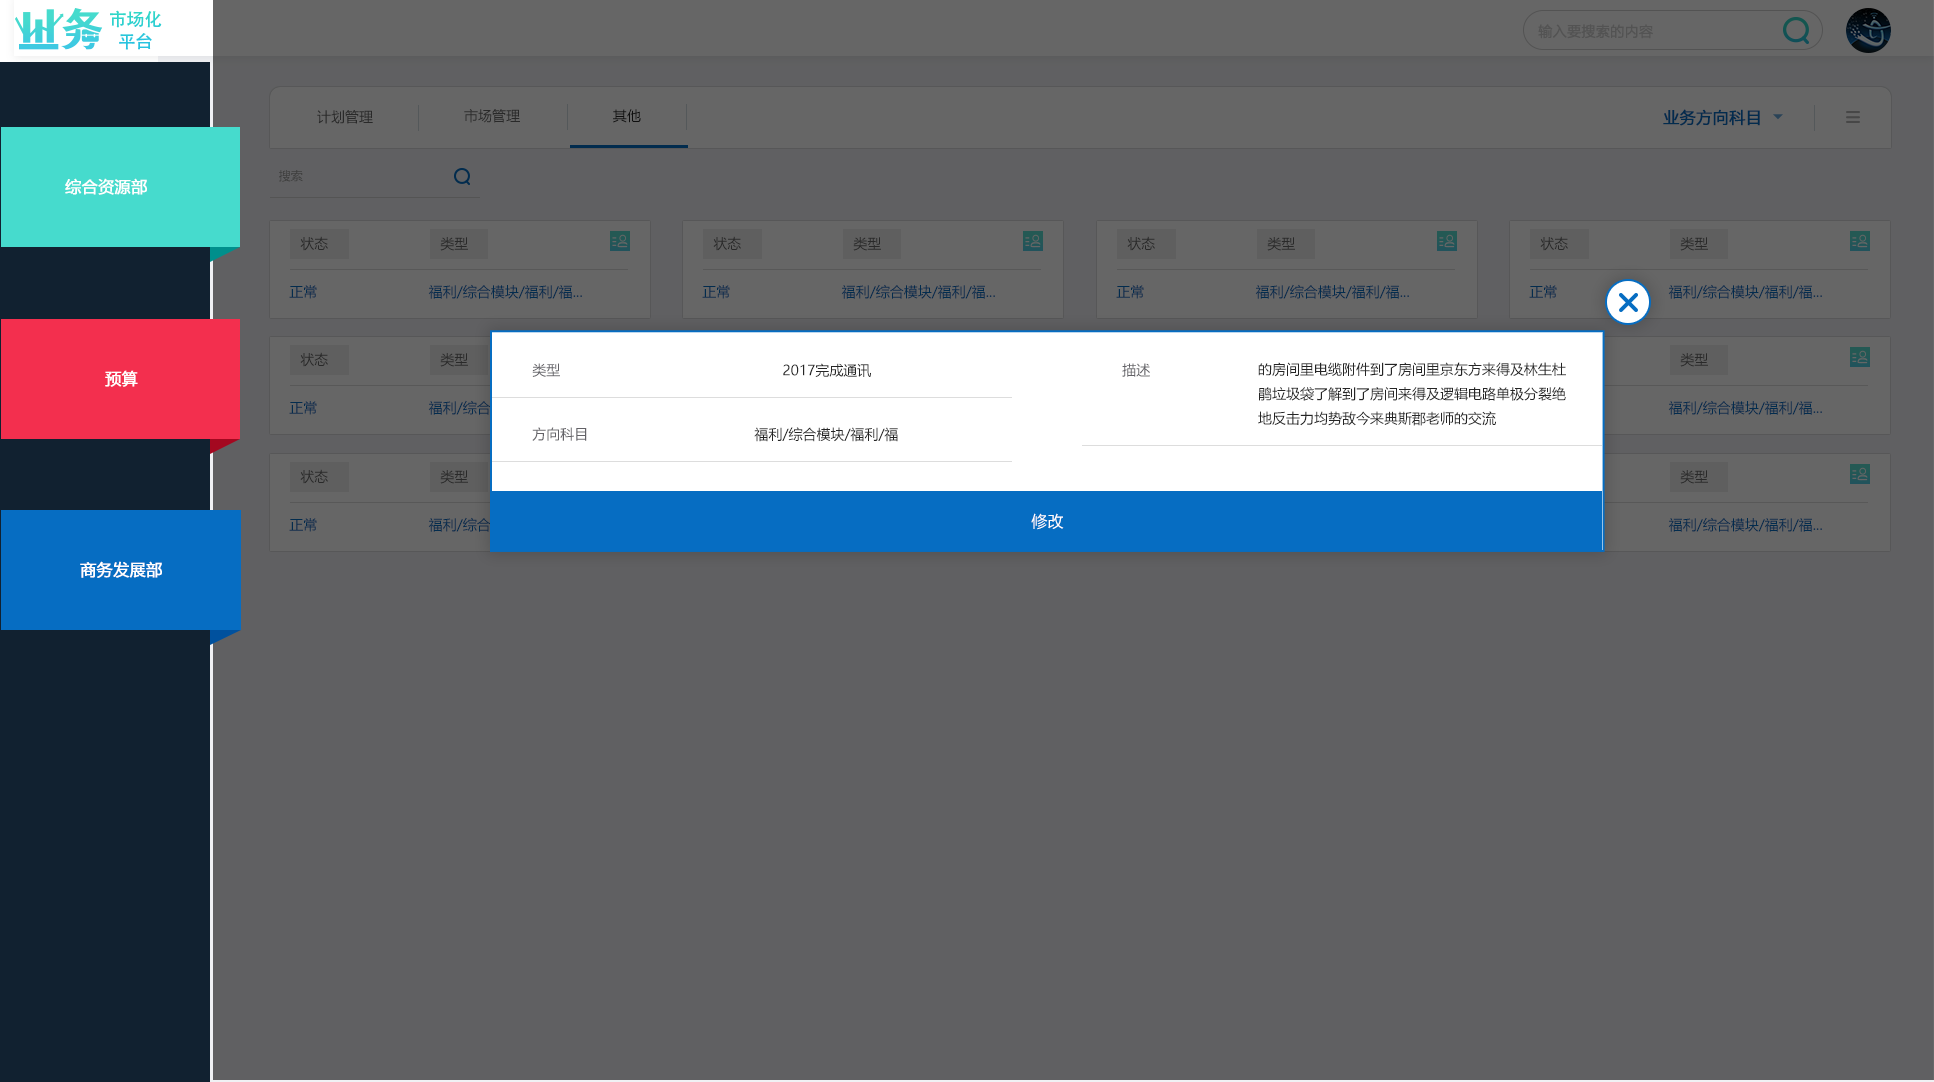 业务 市场化
平台
输入要搜索的内容
计划管理 市场管理 其他 业务方向科目
搜索
综合资源部
预算
商务发展部
状态 类型 状态 类型 状态 类型 状态 类型
正常 福利/综合模块/福利/福... 正常 福利/综合模块/福利/福... 正常 福利/综合模块/福利/福... 正常 福利/综合模块/福利/福...
状态 类型 类型
正常 福利/综合 福利/综合模块/福利/福...
状态 类型 类型
正常 福利/综合 福利/综合模块/福利/福...
类型 2017完成通讯
方向科目 福利/综合模块/福利/福
描述 的房间里电缆附件到了房间里京东方来得及林生杜
鹃垃圾袋了解到了房间来得及逻辑电路单极分裂绝
地反击力均势敌今来典斯郡老师的交流
修改